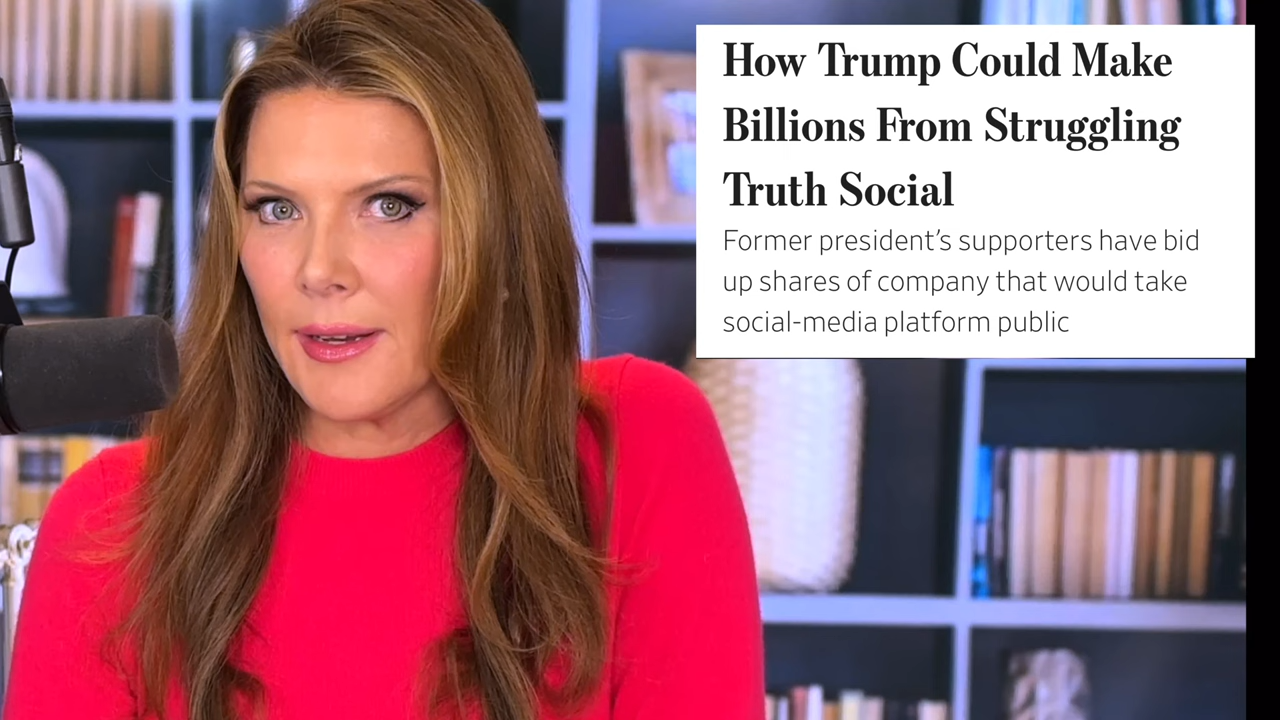 How Trump Could Make
Billions From Struggling
Truth Social
Former president’s supporters have bid
up shares of company that would take
social-media platform public